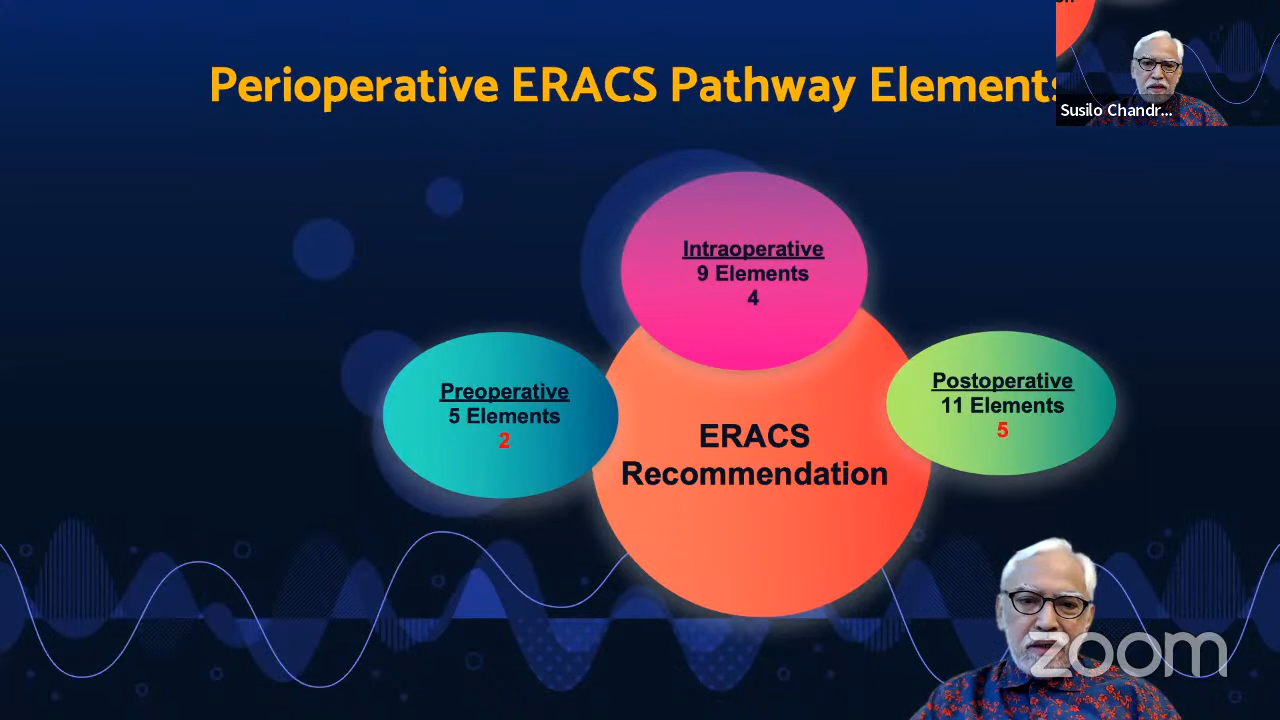 Perioperative ERACS Pathway Elements
Susilo Chandr...
Intraoperative
9 Elements
4
Preoperative
5 Elements
2
Postoperative
11 Elements
5
ERACS
Recommendation
zoom